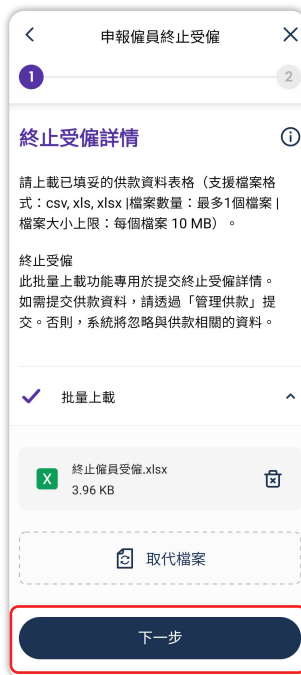 申報僱員終止受僱
1
2
終止受僱詳情
請上載已填妥的供款資料表格（支援檔案格
式：csv, xls, xlsx |檔案數量：最多1個檔案 |
檔案大小上限：每個檔案 10 MB）。
終止受僱
此批量上載功能專用於提交終止受僱詳情。
如需提交供款資料，請透過「管理供款」提
交。否則，系統將忽略與供款相關的資料。
批量上載
X
終止僱員受僱.xlsx
3.96 KB
取代檔案
下一步